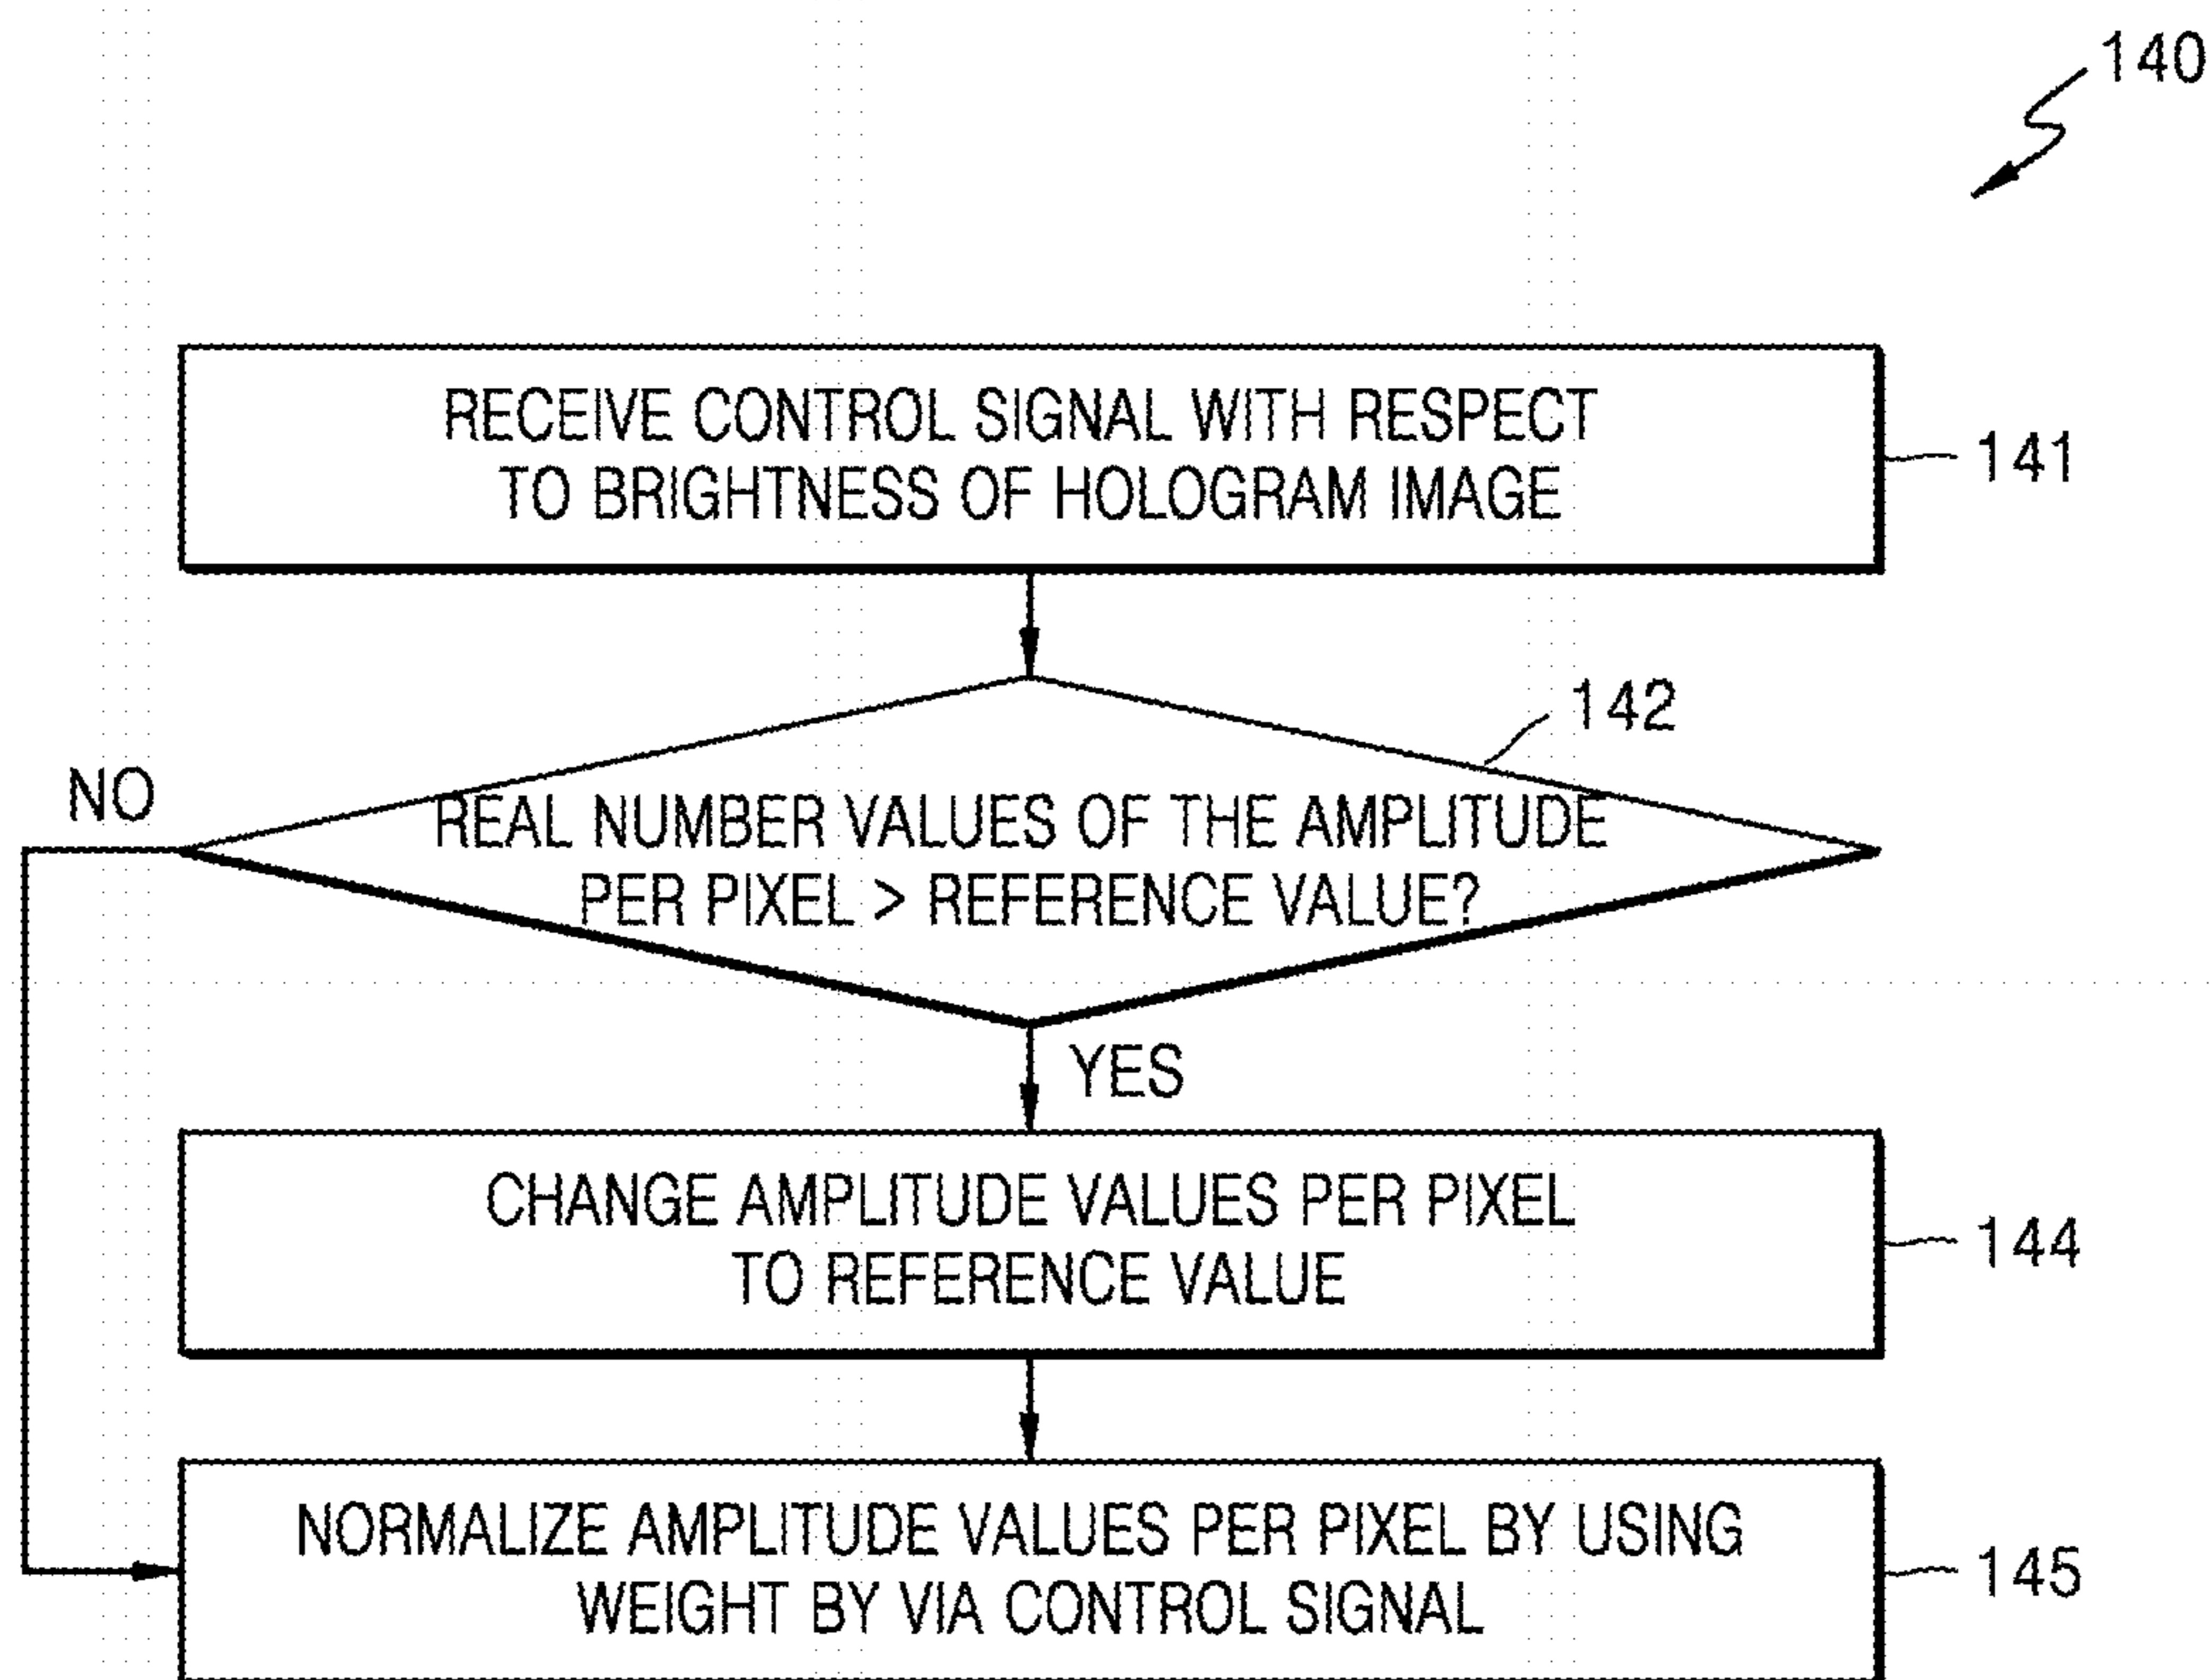 140
RECEIVE CONTROL SIGNAL WITH RESPECT
TO BRIGHTNESS OF HOLOGRAM IMAGE
141
142
NO
REAL NUMBER VALUES OF THE AMPLITUDE
PER PIXEL > REFERENCE VALUE?
YES
CHANGE AMPLITUDE VALUES PER PIXEL
TO REFERENCE VALUE
144
NORMALIZE AMPLITUDE VALUES PER PIXEL BY USING
WEIGHT BY VIA CONTROL SIGNAL
145